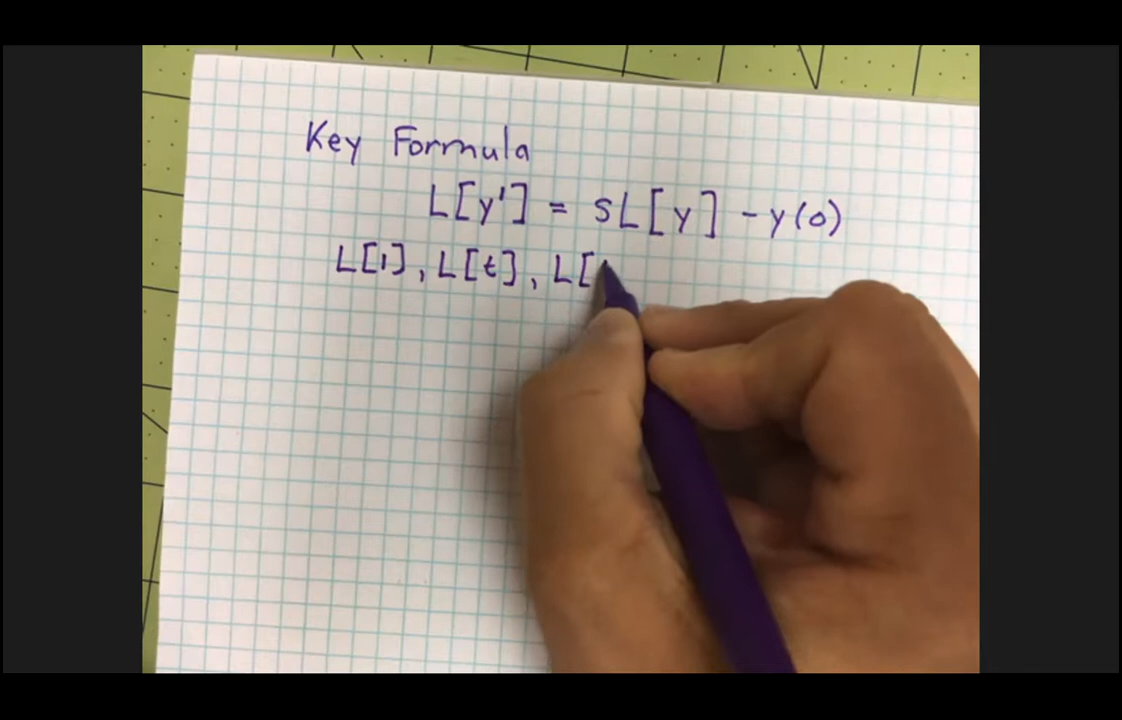 Key Formula
L[y'] = sL[y] - y(0)
L[1], L[t], L[